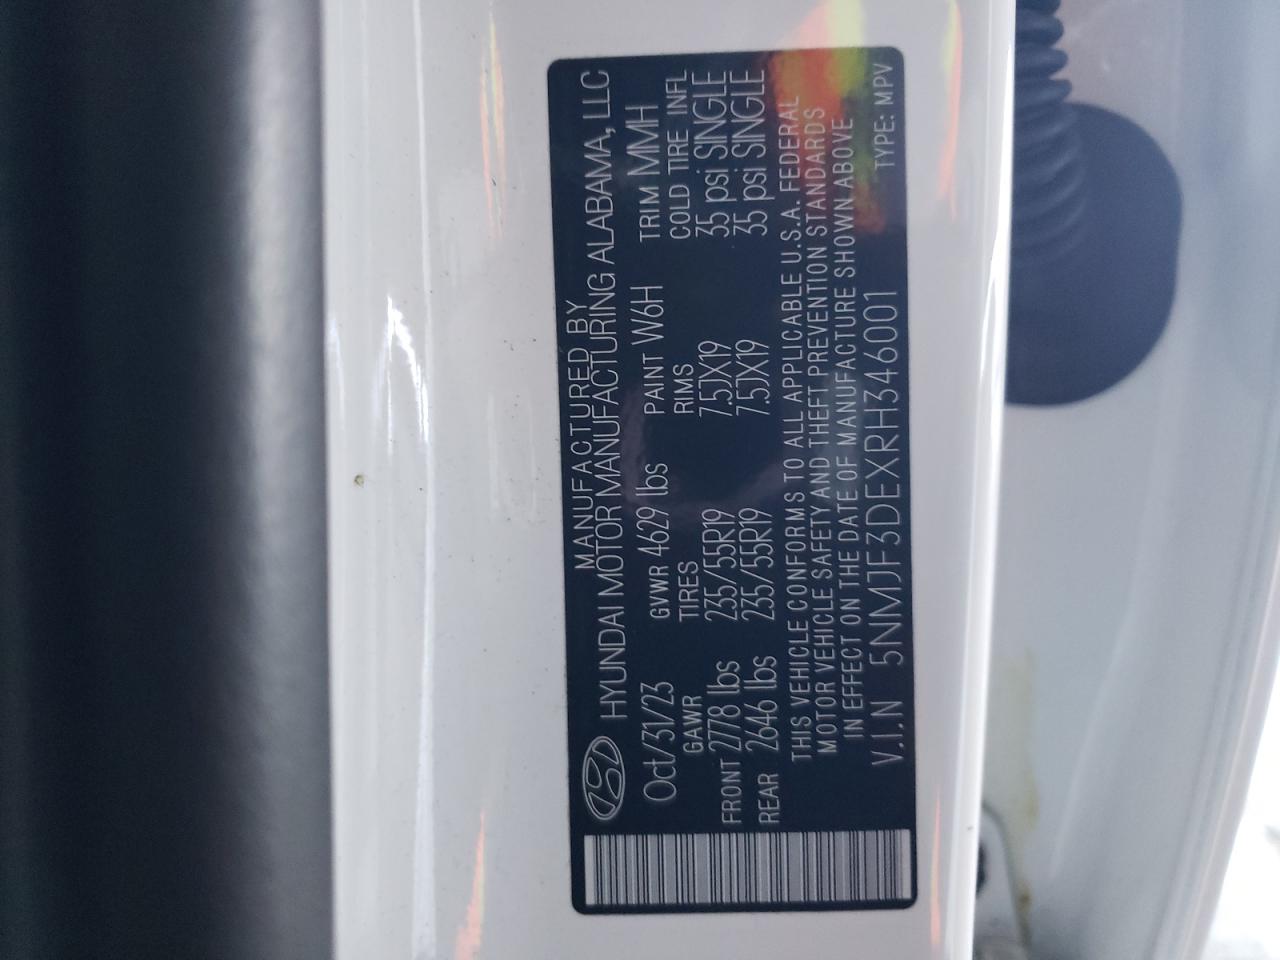 MANUFACTURED BY
HYUNDAI MOTOR MANUFACTURING ALABAMA, LLC
Oct/31/23 GVWR 4629 lbs PAINT W6H TRIM MMH
GAWR TIRES RIMS COLD TIRE INFL
FRONT 2778 lbs 235/55R19 7.5JX19 35 psi SINGLE
REAR 2646 lbs 235/55R19 7.5JX19 35 psi SINGLE
THIS VEHICLE CONFORMS TO ALL APPLICABLE U.S.A. FEDERAL
MOTOR VEHICLE SAFETY AND THEFT PREVENTION STANDARDS
IN EFFECT ON THE DATE OF MANUFACTURE SHOWN ABOVE
V.I.N 5NMJF3DEXRH346001 TYPE: MPV